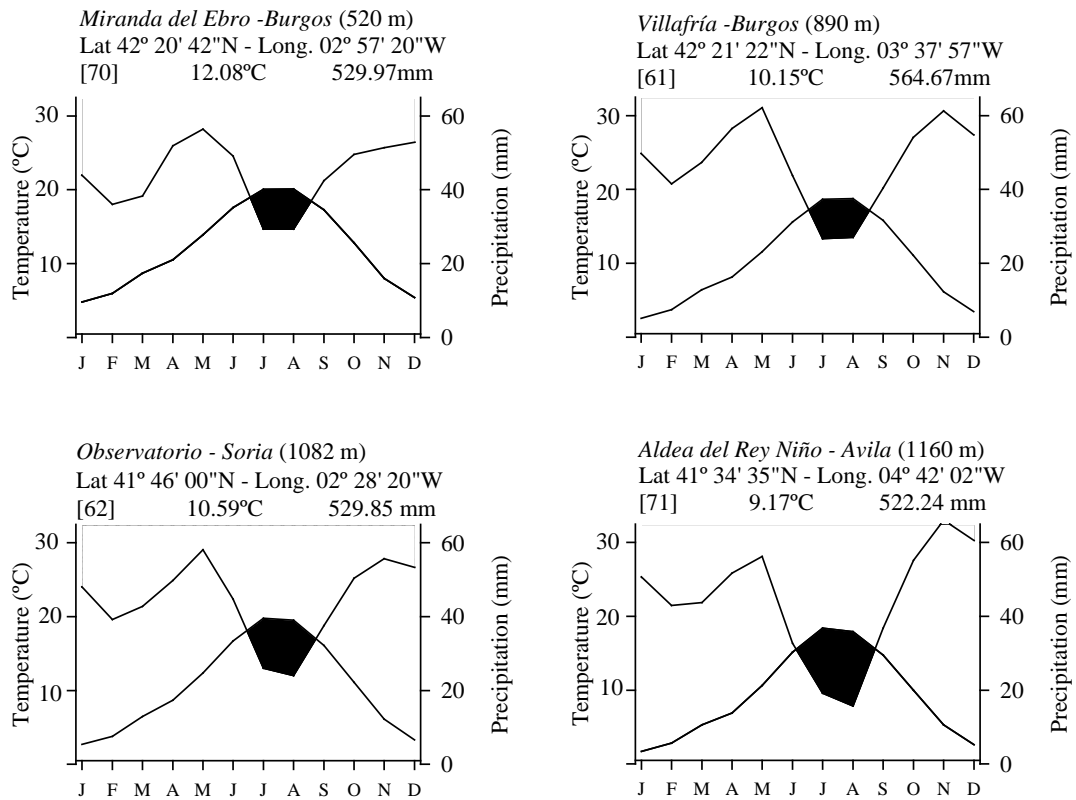 Miranda del Ebro -Burgos (520 m)
Lat 42º 20' 42"N - Long. 02º 57' 20"W
[70] 12.08ºC 529.97mm
30
20
10
Temperature (ºC)
60
40
20
0
Precipitation (mm)
J F M A M J J A S O N D
Villafría -Burgos (890 m)
Lat 42º 21' 22"N - Long. 03º 37' 57"W
[61] 10.15ºC 564.67mm
30
20
10
Temperature (ºC)
60
40
20
0
Precipitation (mm)
J F M A M J J A S O N D
Observatorio - Soria (1082 m)
Lat 41º 46' 00"N - Long. 02º 28' 20"W
[62] 10.59ºC 529.85 mm
30
20
10
Temperature (ºC)
60
40
20
0
Precipitation (mm)
J F M A M J J A S O N D
Aldea del Rey Niño - Avila (1160 m)
Lat 41º 34' 35"N - Long. 04º 42' 02"W
[71] 9.17ºC 522.24 mm
30
20
10
Temperature (ºC)
60
40
20
0
Precipitation (mm)
J F M A M J J A S O N D